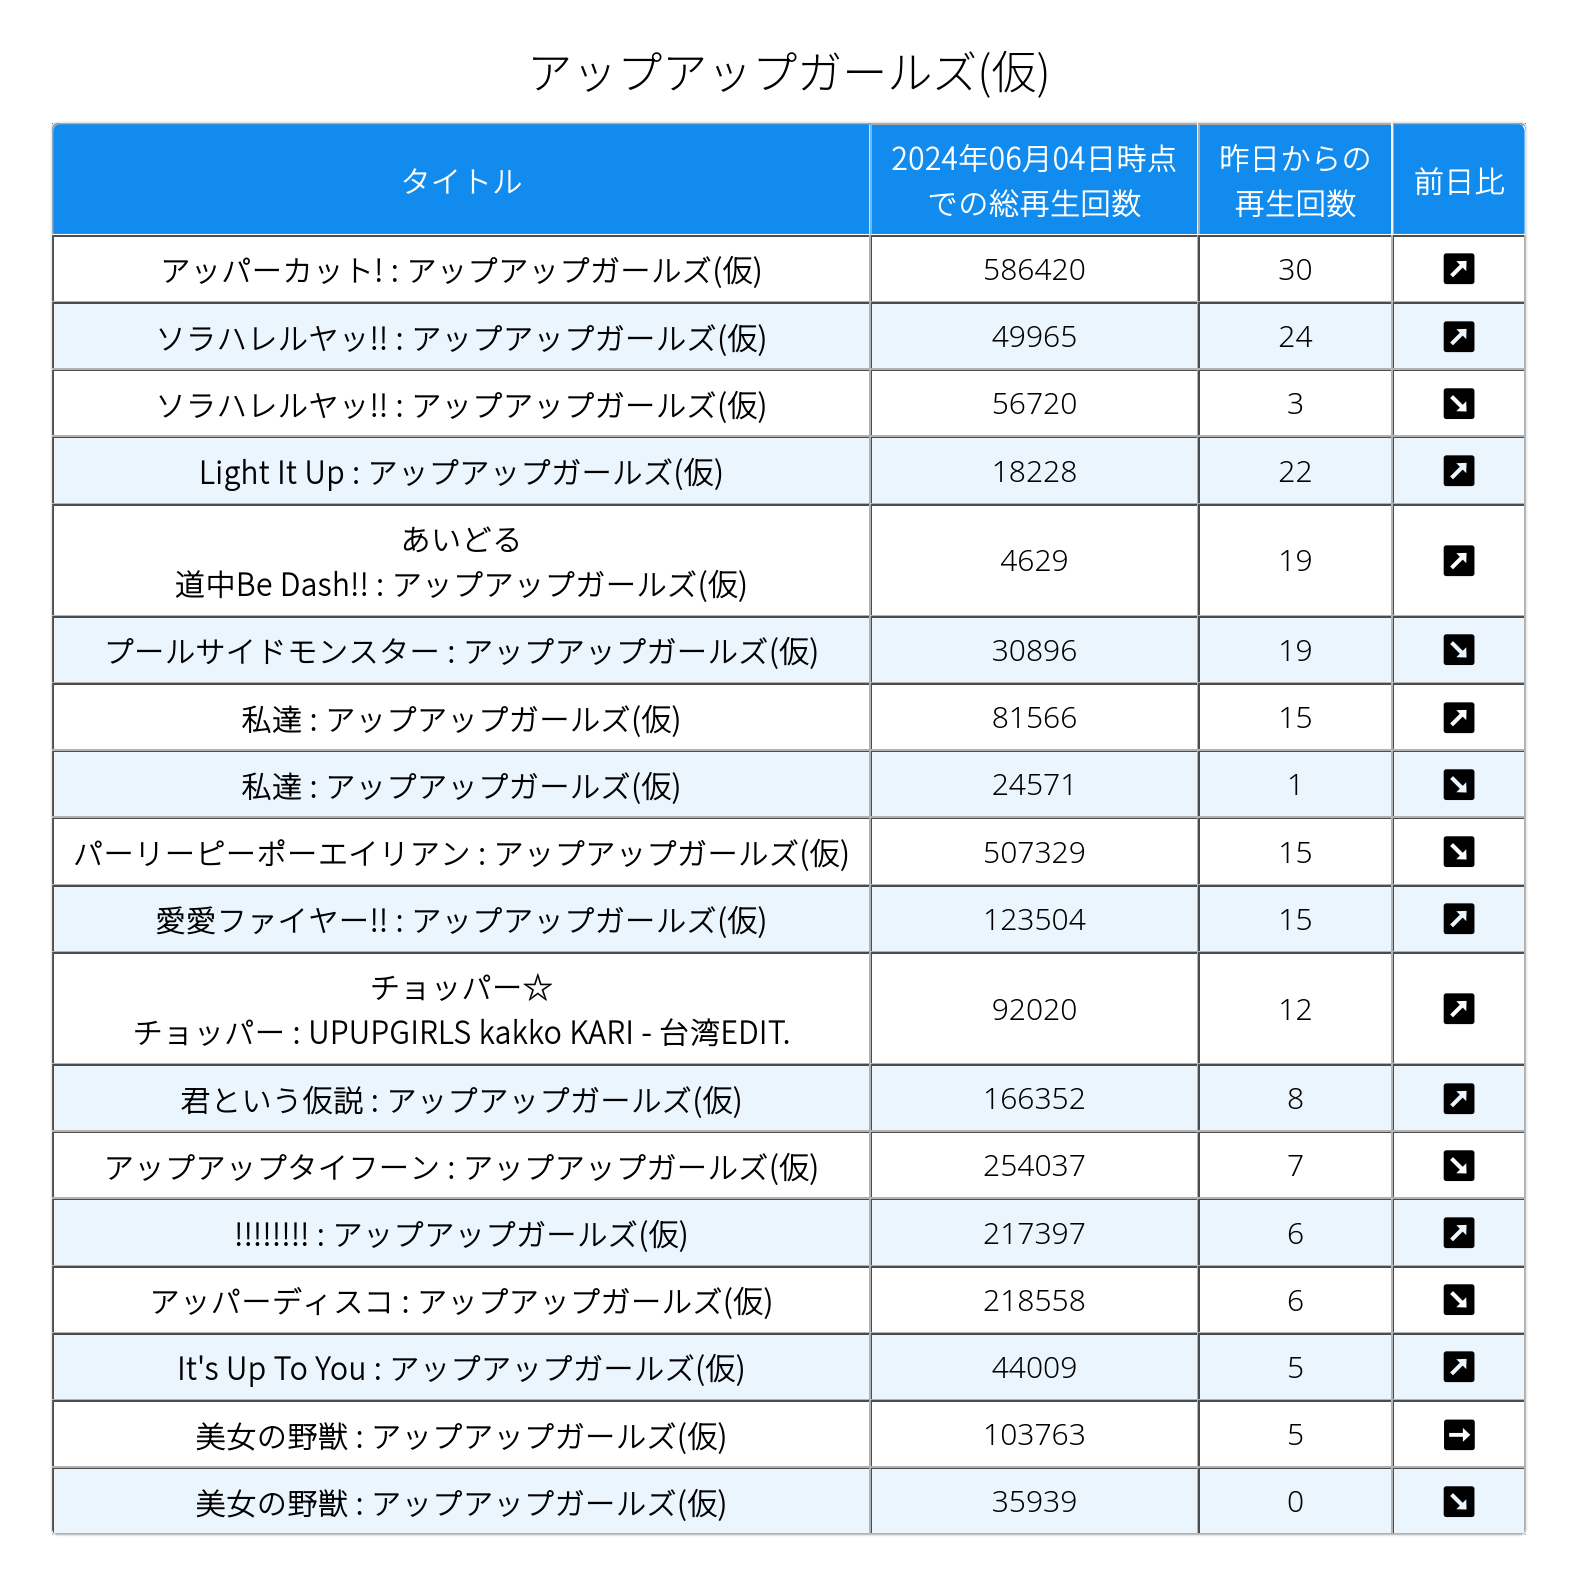 アップアップガールズ(仮)
タイトル
2024年06月04日時点
での総再生回数
昨日からの
再生回数
前日比
アッパーカット! : アップアップガールズ(仮) 586420 30 ↗
ソラハレルヤッ!! : アップアップガールズ(仮) 49965 24 ↗
ソラハレルヤッ!! : アップアップガールズ(仮) 56720 3 ↘
Light It Up : アップアップガールズ(仮) 18228 22 ↗
あいどる
道中Be Dash!! : アップアップガールズ(仮) 4629 19 ↗
プールサイドモンスター : アップアップガールズ(仮) 30896 19 ↘
私達 : アップアップガールズ(仮) 81566 15 ↗
私達 : アップアップガールズ(仮) 24571 1 ↘
パーリーピーポーエイリアン : アップアップガールズ(仮) 507329 15 ↘
愛愛ファイヤー!! : アップアップガールズ(仮) 123504 15 ↗
チョッパー☆
チョッパー : UPUPGIRLS kakko KARI - 台湾EDIT. 92020 12 ↗
君という仮説 : アップアップガールズ(仮) 166352 8 ↗
アップアップタイフーン : アップアップガールズ(仮) 254037 7 ↘
!!!!!!!! : アップアップガールズ(仮) 217397 6 ↗
アッパーディスコ : アップアップガールズ(仮) 218558 6 ↘
It's Up To You : アップアップガールズ(仮) 44009 5 ↗
美女の野獣 : アップアップガールズ(仮) 103763 5 →
美女の野獣 : アップアップガールズ(仮) 35939 0 ↘